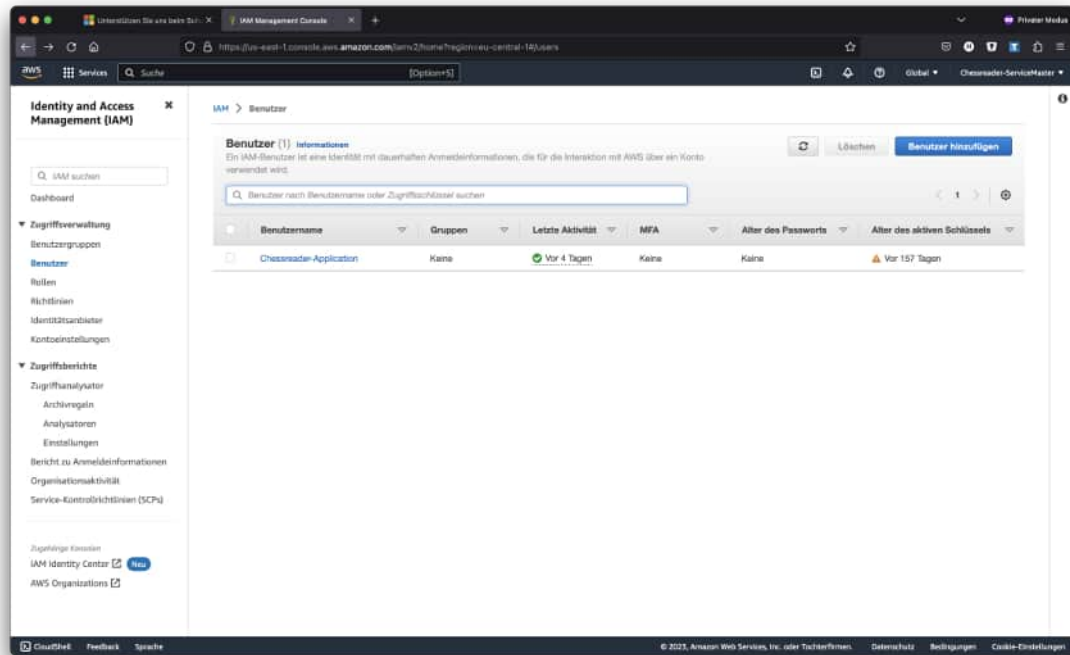 Unterstützen Sie uns beim Sch
IAM Management Console
Privater Modus
https://us-east-1.console.aws.amazon.com/iamv2/home?region=eu-central-1#/users
aws
Services
Suche
[Option+S]
Global
Chessreader-ServiceMaster
Identity and Access Management (IAM)
IAM suchen
Dashboard
Zugriffsverwaltung
Benutzergruppen
Benutzer
Rollen
Richtlinien
Identitätsanbieter
Kontoeinstellungen
Zugriffsberichte
Zugriffsanalysator
Archivregeln
Analysatoren
Einstellungen
Bericht zu Anmeldeinformationen
Organisationsaktivität
Service-Kontrollrichtlinien (SCPs)
Zugehörige Konsolen
IAM Identity Center Neu
AWS Organizations
IAM > Benutzer
Benutzer (1) Informationen
Ein IAM-Benutzer ist eine Identität mit dauerhaften Anmeldeinformationen, die für die Interaktion mit AWS über ein Konto
verwendet wird.
Löschen
Benutzer hinzufügen
Benutzer nach Benutzername oder Zugriffsschlüssel suchen
1
Benutzername Gruppen Letzte Aktivität MFA Alter des Passworts Alter des aktiven Schlüssels
Chessreader-Application Keine Vor 4 Tagen Keine Keine Vor 157 Tagen
CloudShell Feedback Sprache © 2023, Amazon Web Services, Inc. oder Tochterfirmen. Datenschutz Bedingungen Cookie-Einstellungen